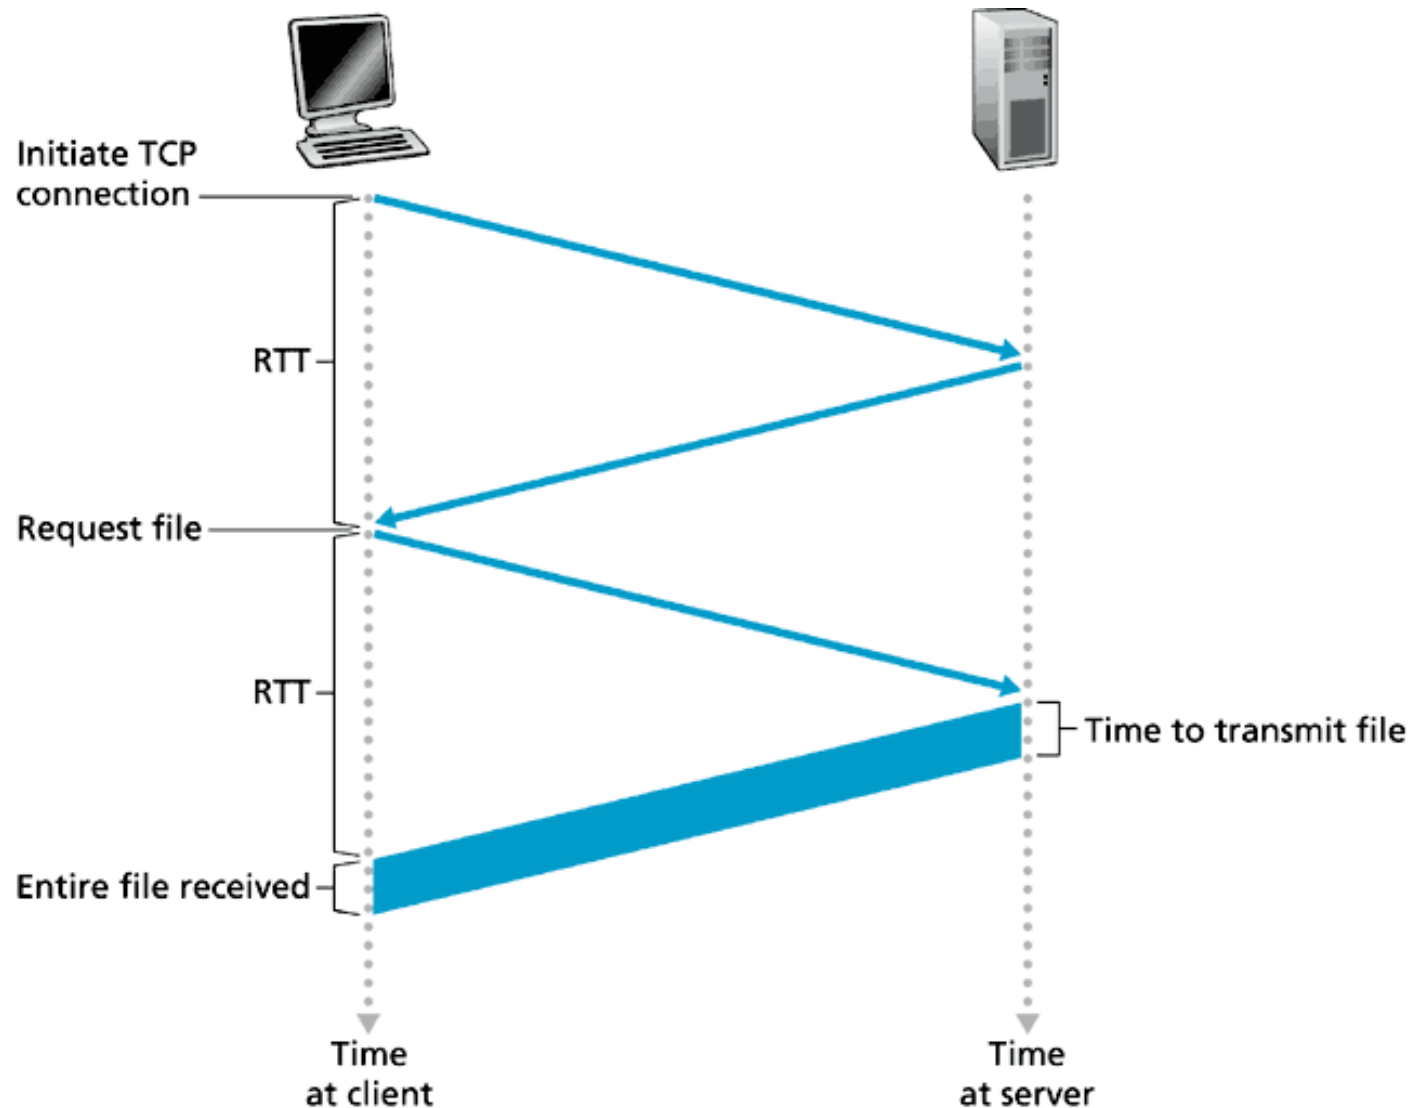 Initiate TCP
connection
RTT
Request file
RTT
Time to transmit file
Entire file received
Time
at client
Time
at server